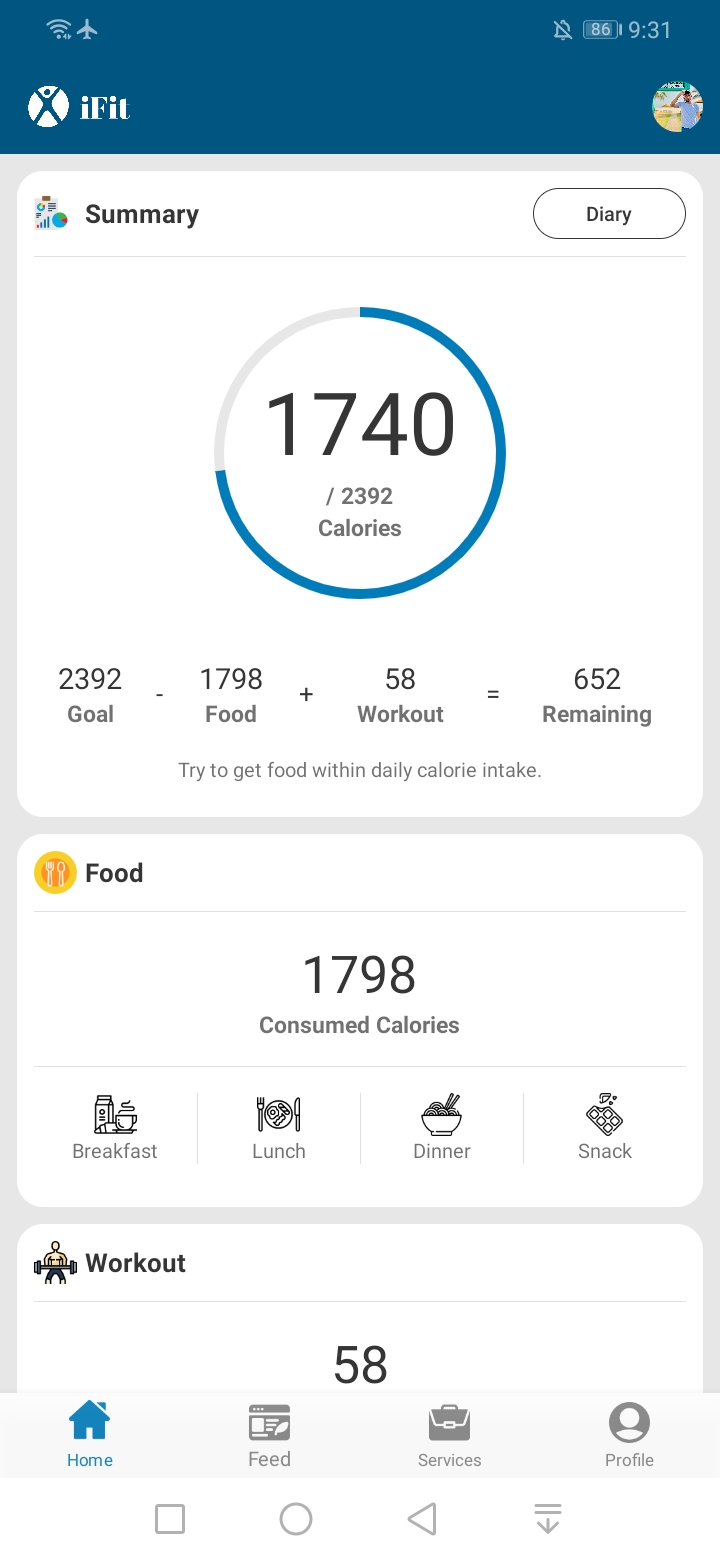 86 9:31
iFit
Summary
Diary
1740
/ 2392
Calories
2392 - 1798 + 58 = 652
Goal Food Workout Remaining
Try to get food within daily calorie intake.
Food
1798
Consumed Calories
Breakfast Lunch Dinner Snack
Workout
58
Home Feed Services Profile